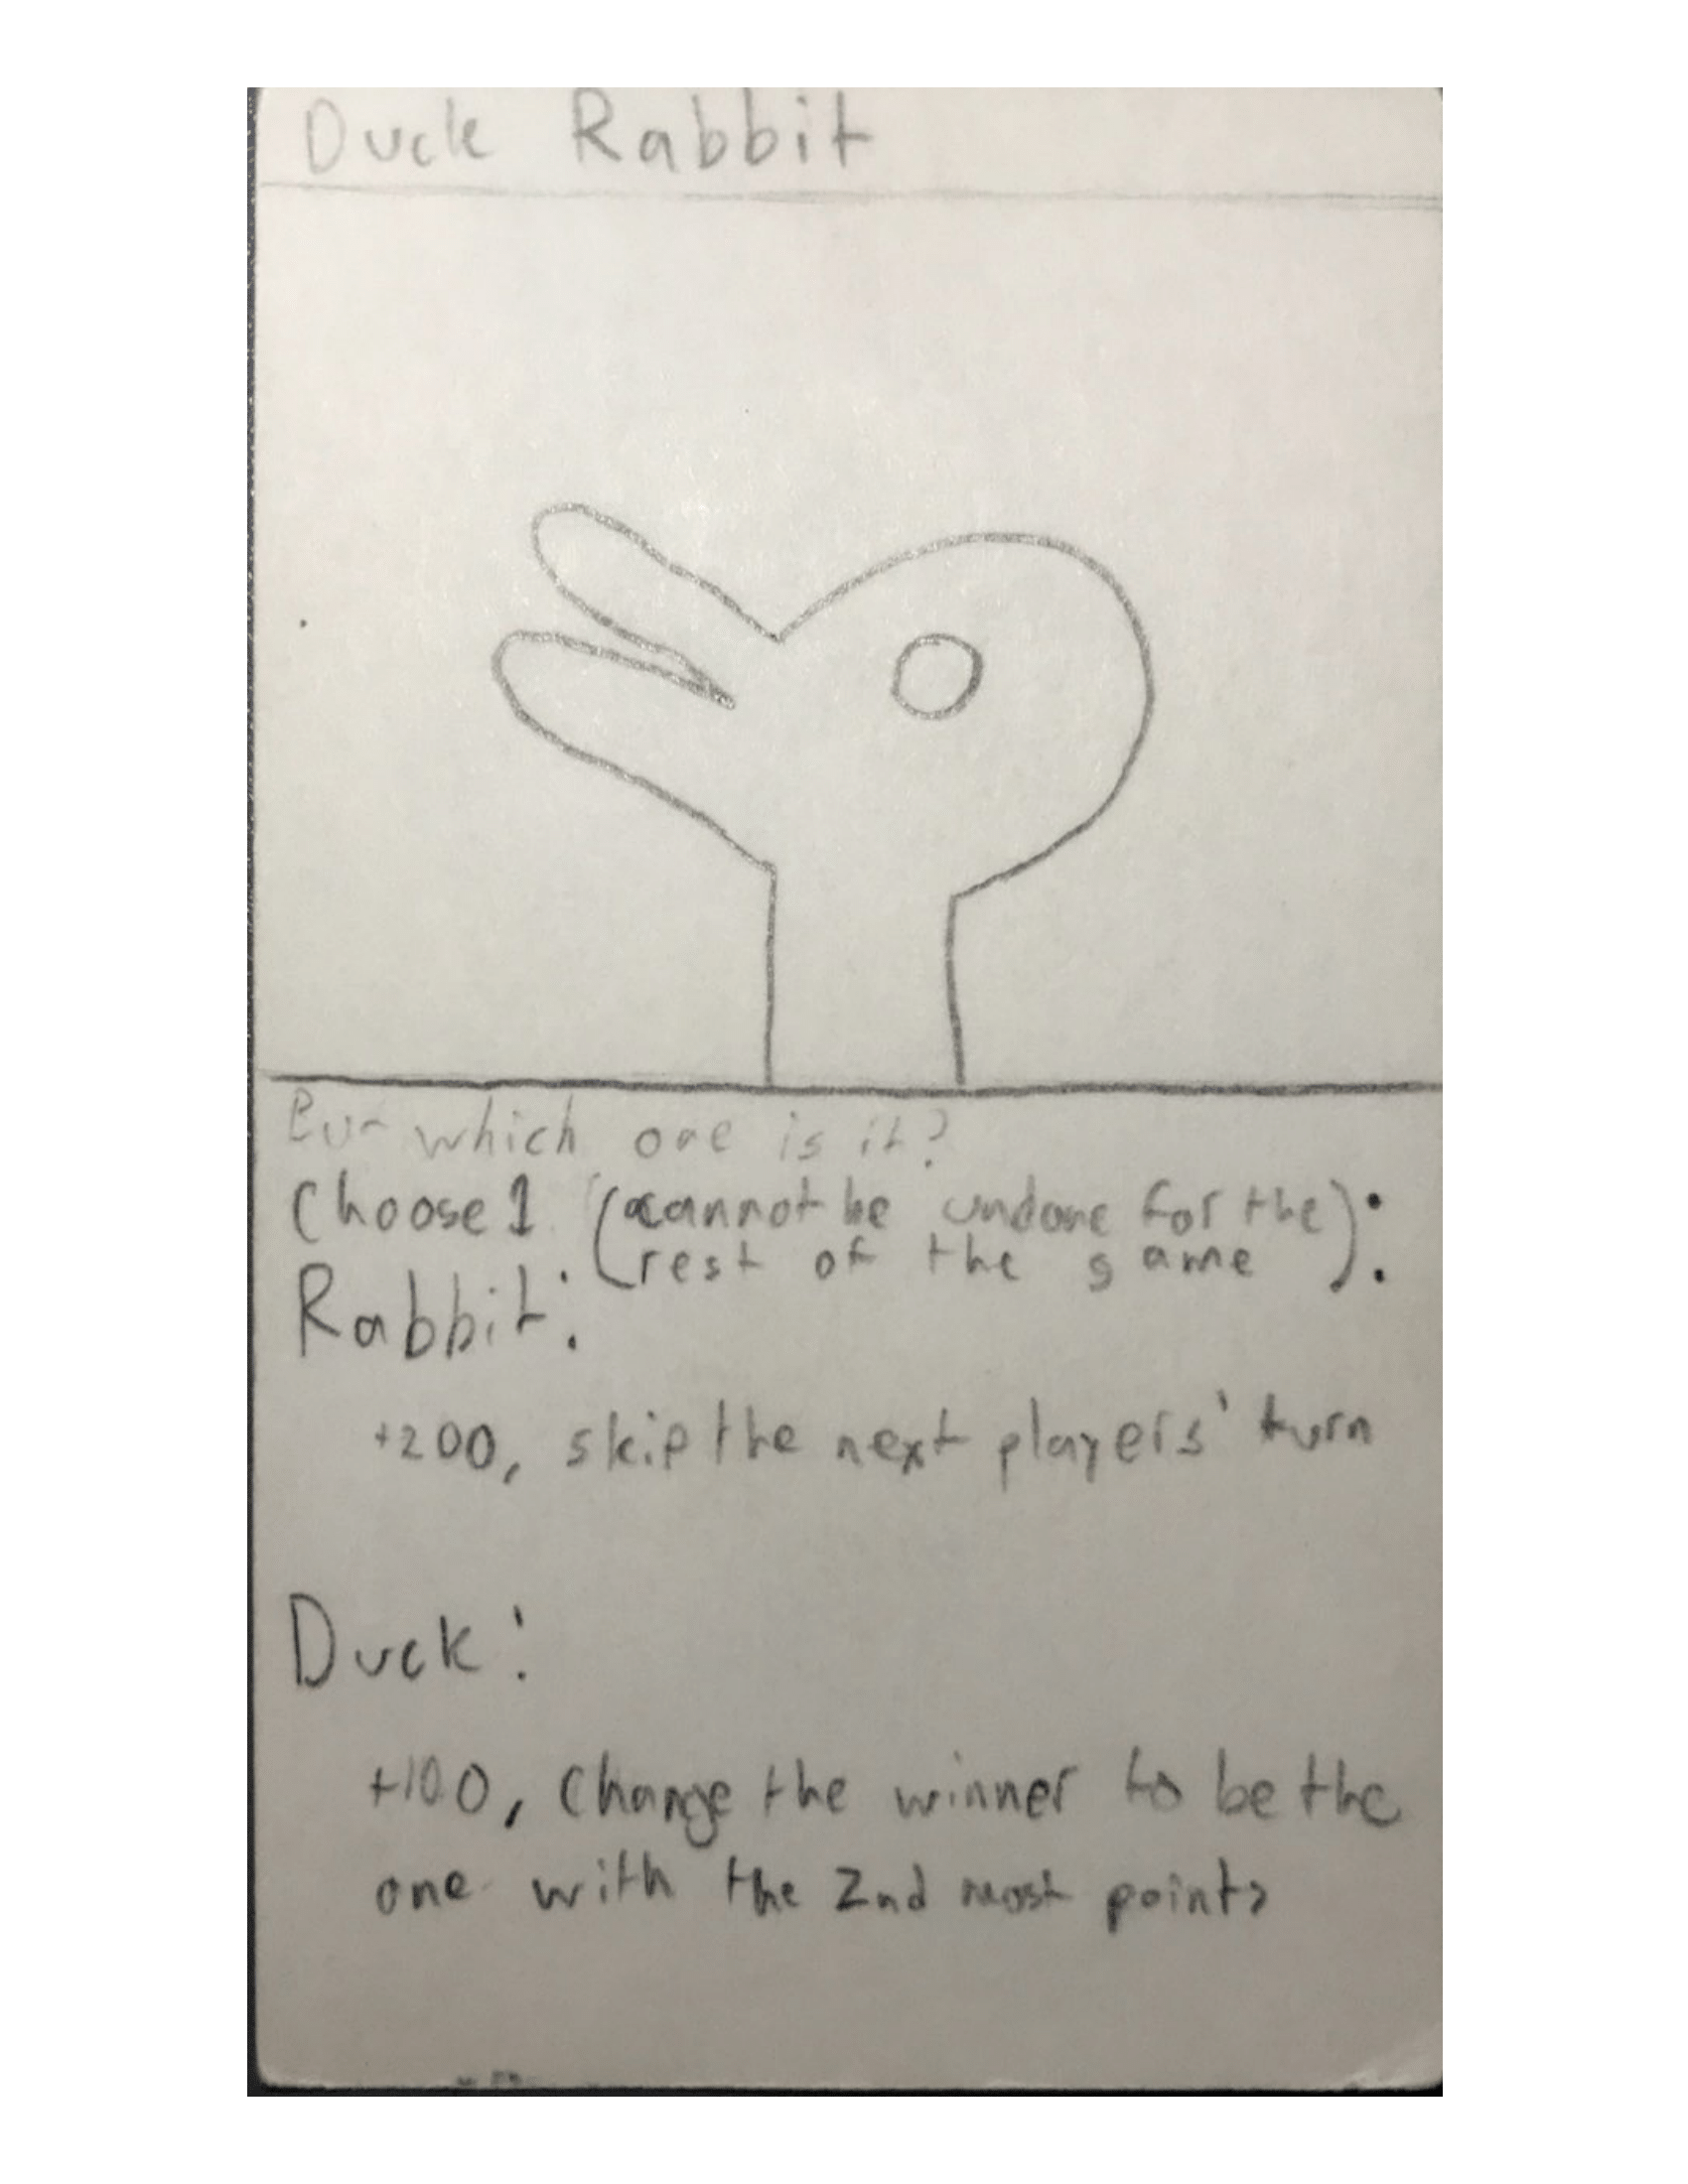 Duck Rabbit
But which one is it?
Choose 1 (cannot be undone for the
rest of the game):
Rabbit:
+200, skip the next players' turn
Duck:
+100, change the winner to be the
one with the 2nd most points